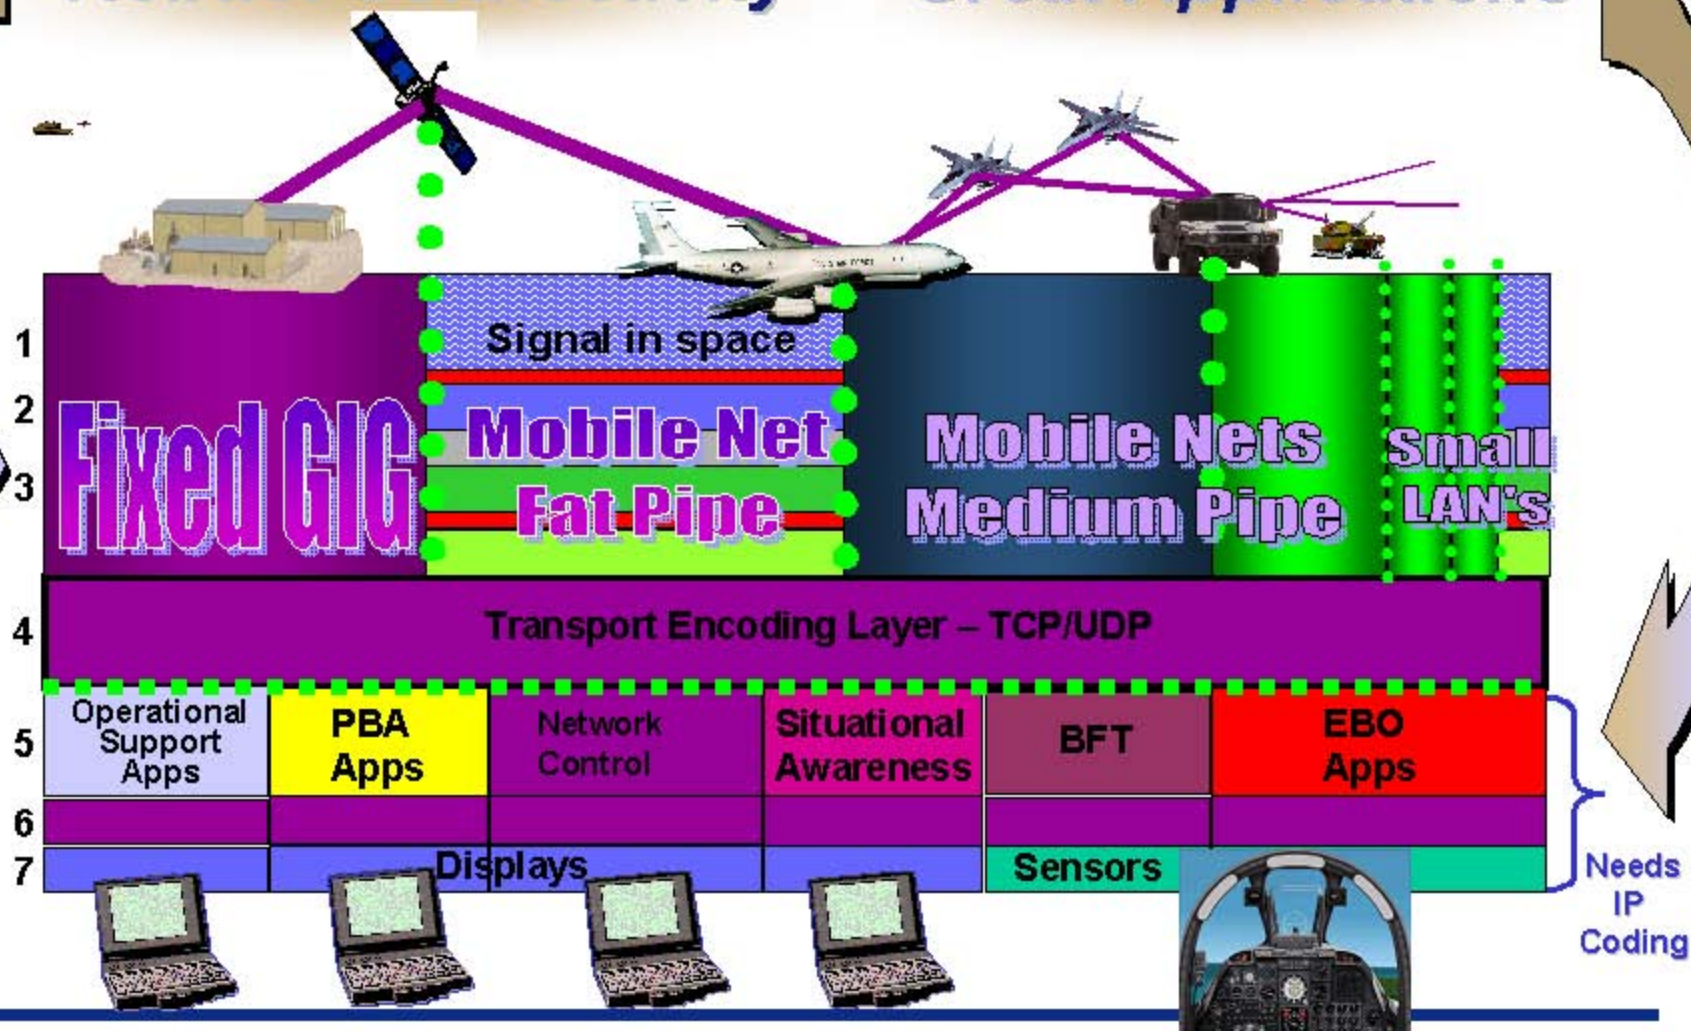 Applications
1
Signal in space
2
Fixed GIG
Mobile Net
Fat Pipe
Mobile Nets
Medium Pipe
Small
LAN's
3
4
Transport Encoding Layer – TCP/UDP
5
Operational
Support
Apps
PBA
Apps
Network
Control
Situational
Awareness
BFT
EBO
Apps
6
7
Displays
Sensors
Needs
IP
Coding